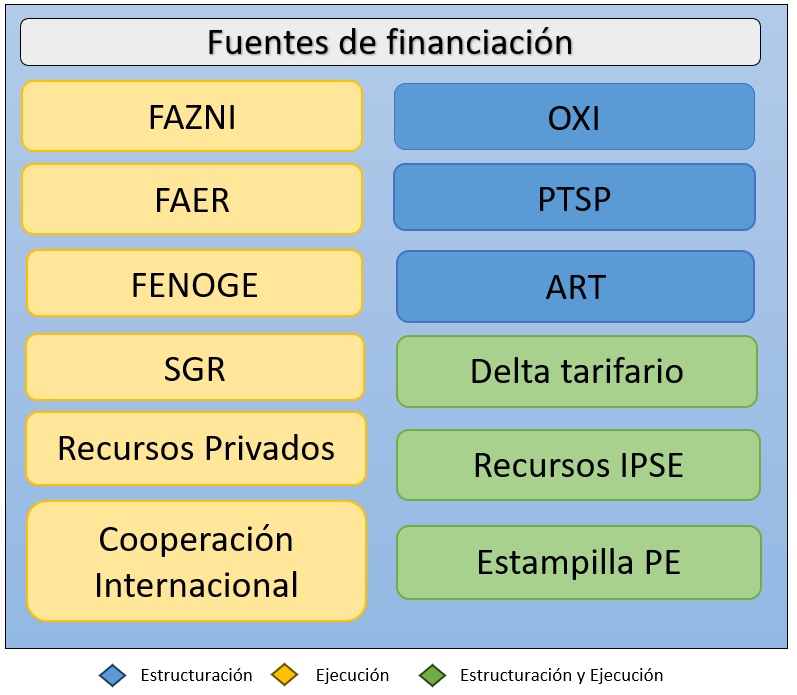 Fuentes de financiación
FAZNI
OXI
FAER
PTSP
FENOGE
ART
SGR
Delta tarifario
Recursos Privados
Recursos IPSE
Cooperación
Internacional
Estampilla PE
Estructuración
Ejecución
Estructuración y Ejecución